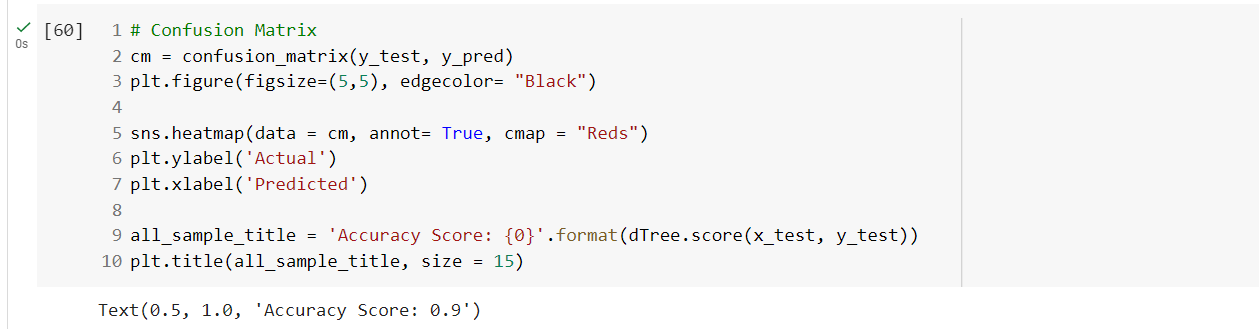 [60] 1 # Confusion Matrix
0s 2 cm = confusion_matrix(y_test, y_pred)
3 plt.figure(figsize=(5,5), edgecolor= "Black")
4
5 sns.heatmap(data = cm, annot= True, cmap = "Reds")
6 plt.ylabel('Actual')
7 plt.xlabel('Predicted')
8
9 all_sample_title = 'Accuracy Score: {0}'.format(dTree.score(x_test, y_test))
10 plt.title(all_sample_title, size = 15)
Text(0.5, 1.0, 'Accuracy Score: 0.9')